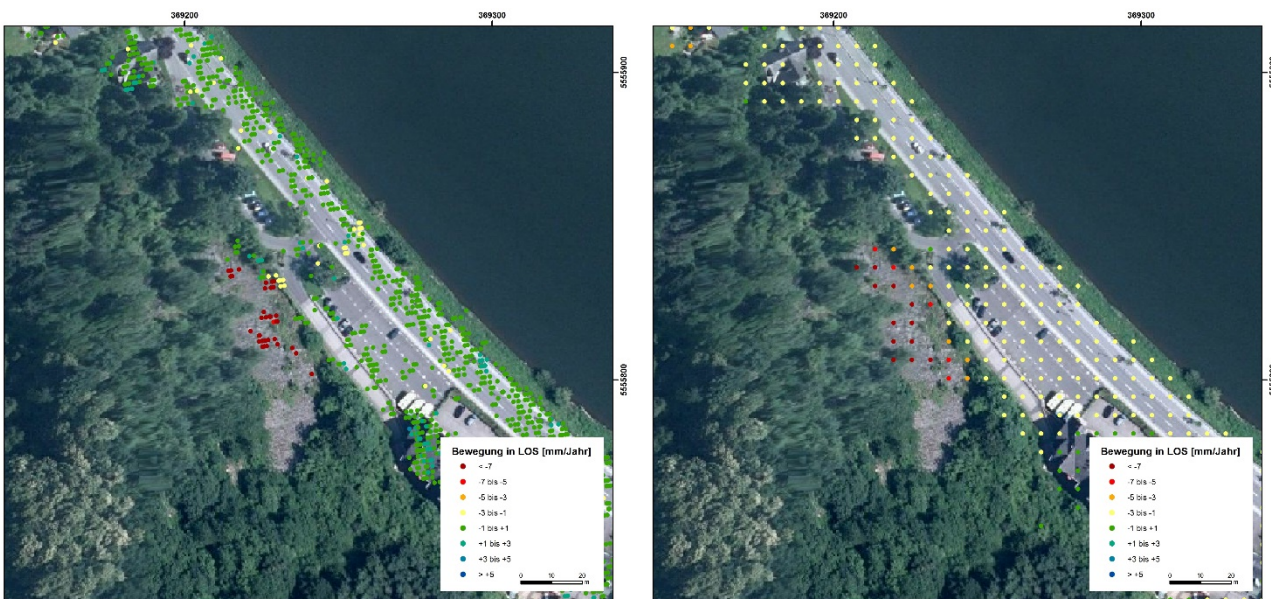 369200
369300
5555900
5555800
Bewegung in LOS [mm/Jahr]
< -7
-7 bis -5
-5 bis -3
-3 bis -1
-1 bis +1
+1 bis +3
+3 bis +5
> +5
0 10 20
m
369200
369300
Bewegung in LOS [mm/Jahr]
< -7
-7 bis -5
-5 bis -3
-3 bis -1
-1 bis +1
+1 bis +3
+3 bis +5
> +5
0 10 20
m